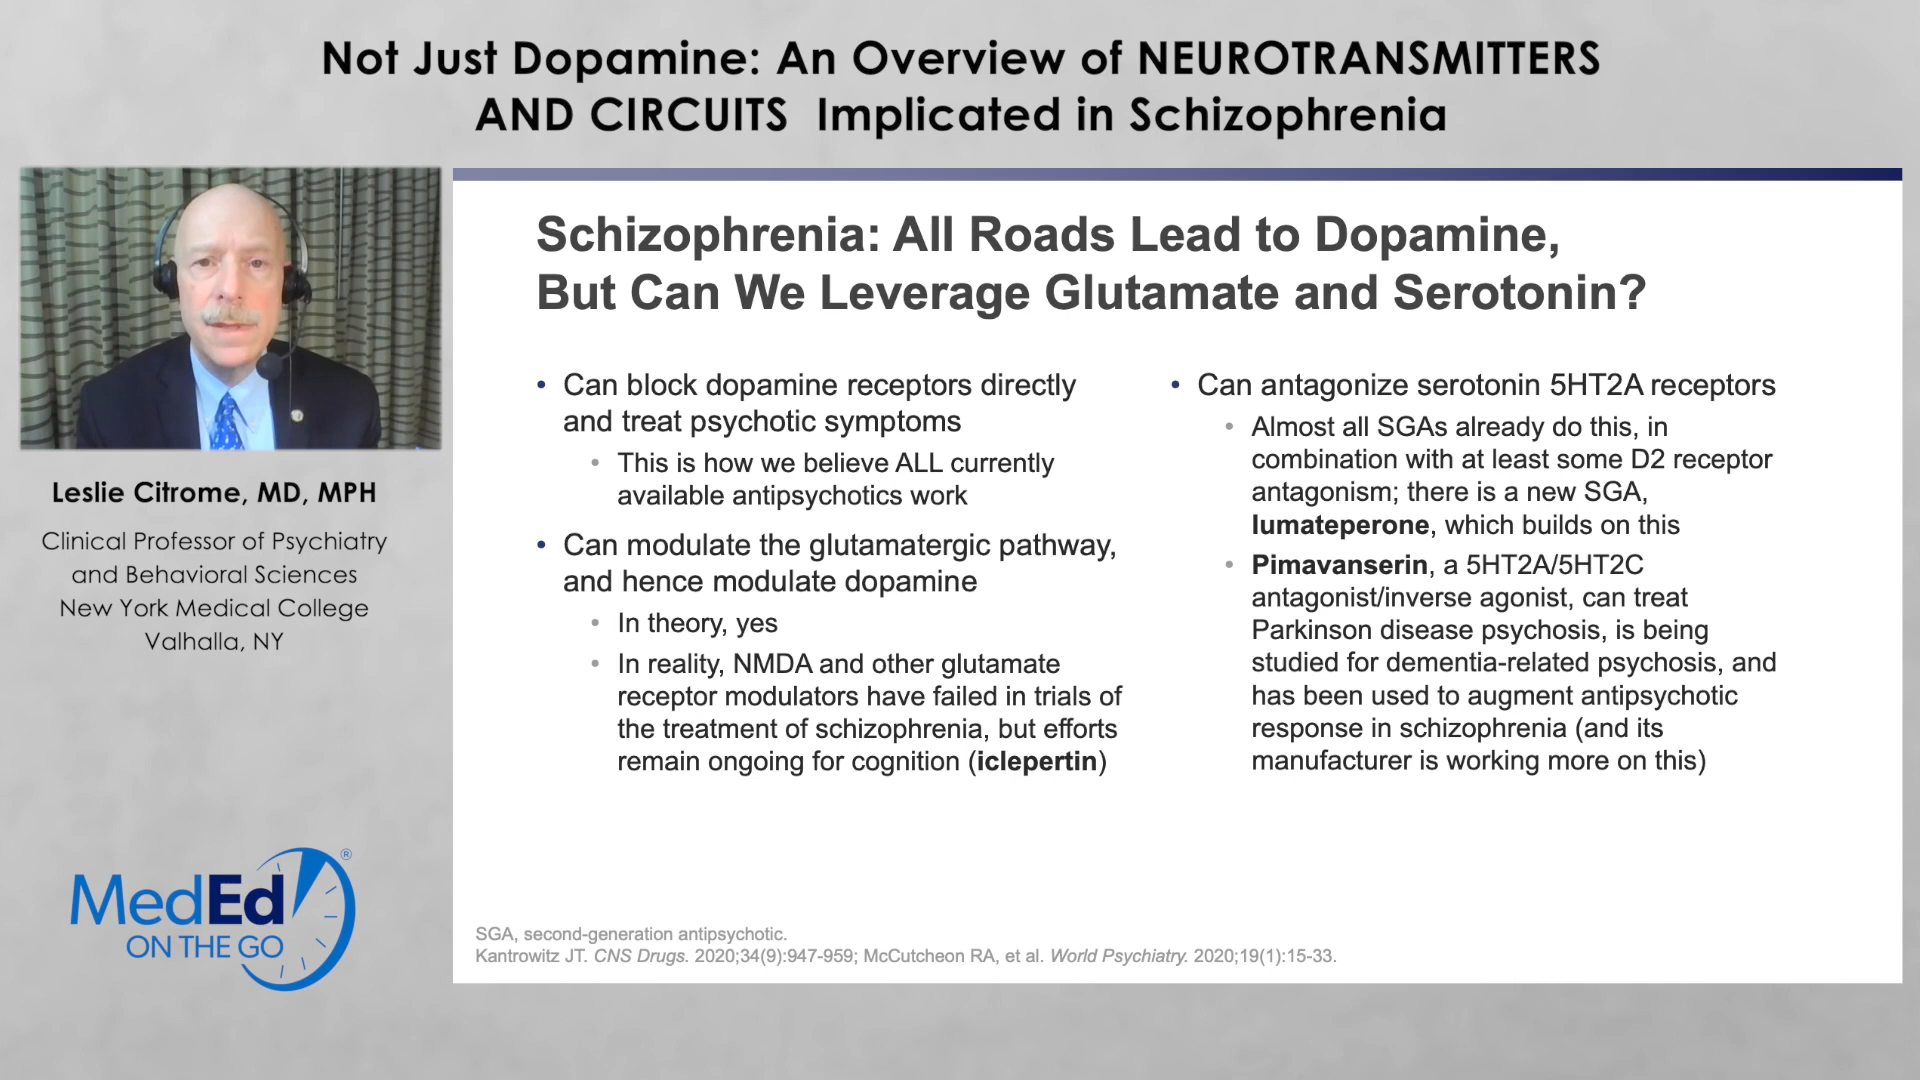 Not Just Dopamine: An Overview of NEUROTRANSMITTERS
AND CIRCUITS Implicated in Schizophrenia
Leslie Citrome, MD, MPH
Clinical Professor of Psychiatry
and Behavioral Sciences
New York Medical College
Valhalla, NY
MedEd®
ON THE GO
Schizophrenia: All Roads Lead to Dopamine,
But Can We Leverage Glutamate and Serotonin?
• Can block dopamine receptors directly
and treat psychotic symptoms
• This is how we believe ALL currently
available antipsychotics work
• Can modulate the glutamatergic pathway,
and hence modulate dopamine
• In theory, yes
• In reality, NMDA and other glutamate
receptor modulators have failed in trials of
the treatment of schizophrenia, but efforts
remain ongoing for cognition (iclepertin)
• Can antagonize serotonin 5HT2A receptors
• Almost all SGAs already do this, in
combination with at least some D2 receptor
antagonism; there is a new SGA,
lumateperone, which builds on this
• Pimavanserin, a 5HT2A/5HT2C
antagonist/inverse agonist, can treat
Parkinson disease psychosis, is being
studied for dementia-related psychosis, and
has been used to augment antipsychotic
response in schizophrenia (and its
manufacturer is working more on this)
SGA, second-generation antipsychotic.
Kantrowitz JT. CNS Drugs. 2020;34(9):947-959; McCutcheon RA, et al. World Psychiatry. 2020;19(1):15-33.